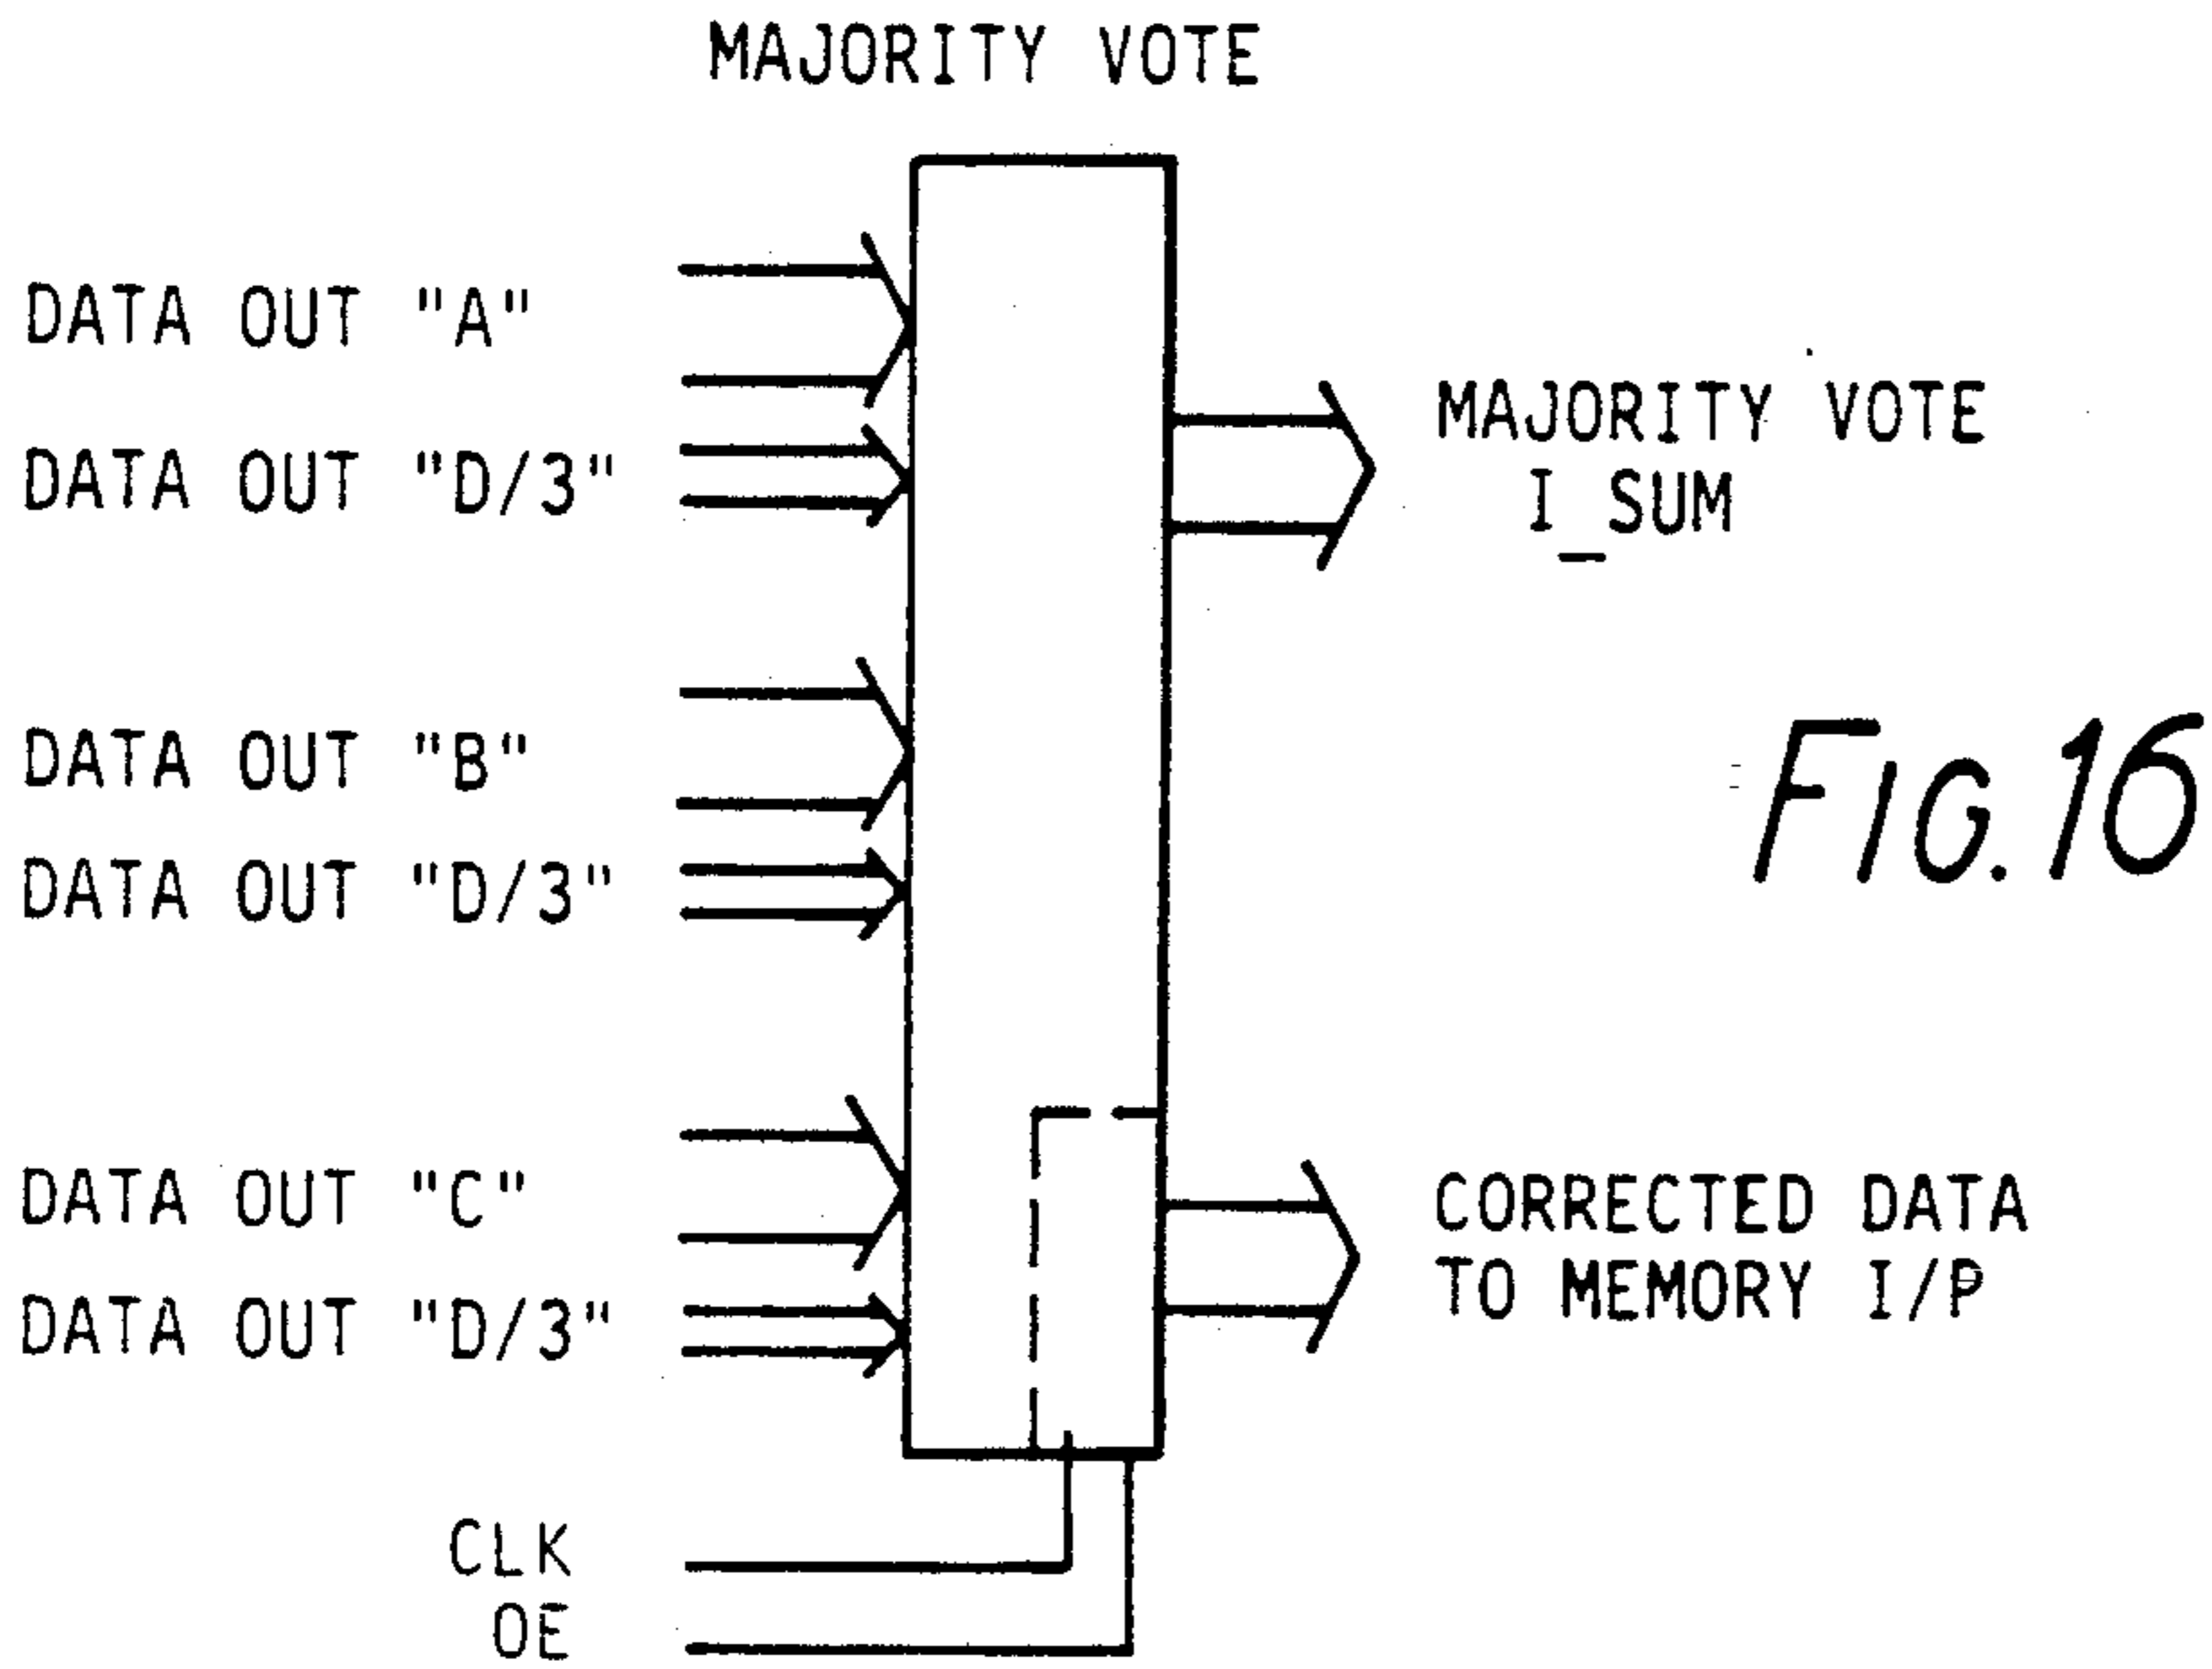 MAJORITY VOTE
DATA OUT "A"
DATA OUT "D/3"
MAJORITY VOTE
I_SUM
DATA OUT "B"
DATA OUT "D/3"
FIG.16
DATA OUT "C"
DATA OUT "D/3"
CORRECTED DATA
TO MEMORY I/P
CLK
OE